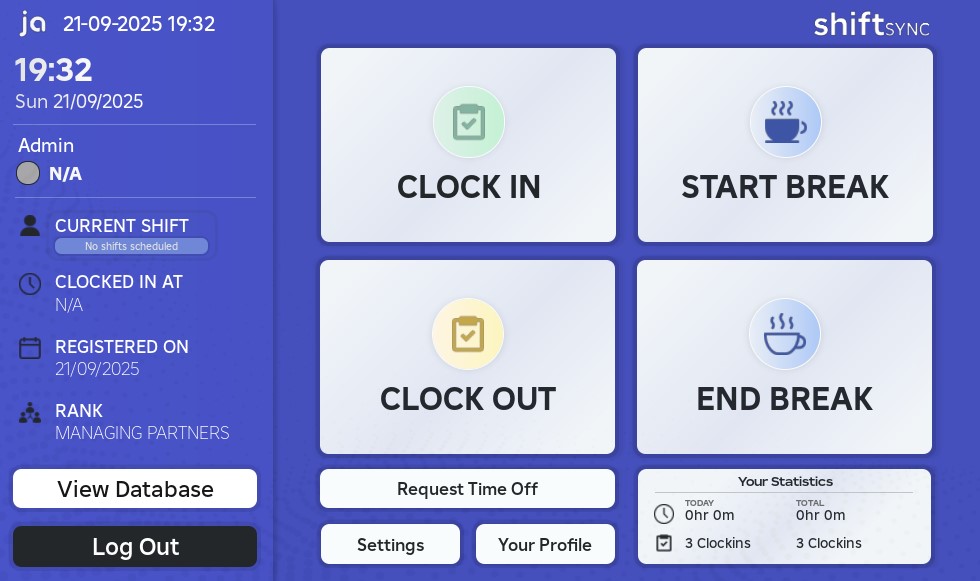 ja 21-09-2025 19:32
19:32
Sun 21/09/2025
Admin
N/A
CURRENT SHIFT
No shifts scheduled
CLOCKED IN AT
N/A
REGISTERED ON
21/09/2025
RANK
MANAGING PARTNERS
View Database
Log Out
shiftSYNC
CLOCK IN
START BREAK
CLOCK OUT
END BREAK
Request Time Off
Settings
Your Profile
Your Statistics
TODAY TOTAL
0hr 0m 0hr 0m
3 Clockins 3 Clockins